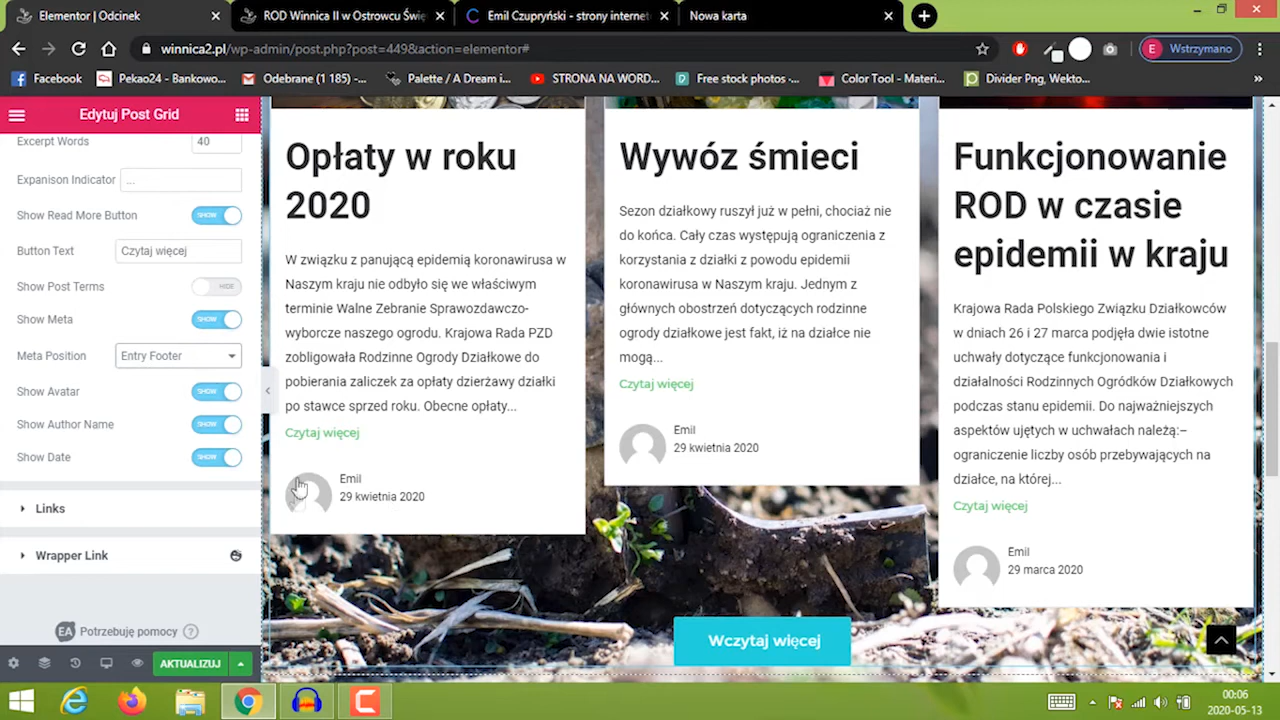 Elementor | Odcinek
ROD Winnica II w Ostrowcu Świę
Emil Czupryński - strony internet
Nowa karta
winnica2.pl/wp-admin/post.php?post=449&action=elementor#
E Wstrzymano
Facebook
Pekao24 - Bankowo...
Odebrane (1 185) -...
Palette / A Dream i...
STRONA NA WORD...
Free stock photos -...
Color Tool - Materi...
Divider Png, Wekto...
»
Edytuj Post Grid
Excerpt Words 40
Expanison Indicator ...
Show Read More Button SHOW
Button Text Czytaj więcej
Show Post Terms HIDE
Show Meta SHOW
Meta Position Entry Footer
Show Avatar SHOW
Show Author Name SHOW
Show Date SHOW
Links
Wrapper Link
EA Potrzebuję pomocy ?
AKTUALIZUJ
Opłaty w roku
2020
W związku z panującą epidemią koronawirusa w
Naszym kraju nie odbyło się we właściwym
terminie Walne Zebranie Sprawozdawczo-
wyborcze naszego ogrodu. Krajowa Rada PZD
zobligowała Rodzinne Ogrody Działkowe do
pobierania zaliczek za opłaty dzierżawy działki
po stawce sprzed roku. Obecne opłaty...
Czytaj więcej
Emil
29 kwietnia 2020
Wywóz śmieci
Sezon działkowy ruszył już w pełni, chociaż nie
do końca. Cały czas występują ograniczenia z
korzystania z działki z powodu epidemii
koronawirusa w Naszym kraju. Jednym z
głównych obostrzeń dotyczących rodzinne
ogrody działkowe jest fakt, iż na działce nie
mogą...
Czytaj więcej
Emil
29 kwietnia 2020
Funkcjonowanie
ROD w czasie
epidemii w kraju
Krajowa Rada Polskiego Związku Działkowców
w dniach 26 i 27 marca podjęła dwie istotne
uchwały dotyczące funkcjonowania i
działalności Rodzinnych Ogródków Działkowych
podczas stanu epidemii. Do najważniejszych
aspektów ujętych w uchwałach należą:–
ograniczenie liczby osób przebywających na
działce, na której...
Czytaj więcej
Emil
29 marca 2020
Wczytaj więcej
00:06
2020-05-13